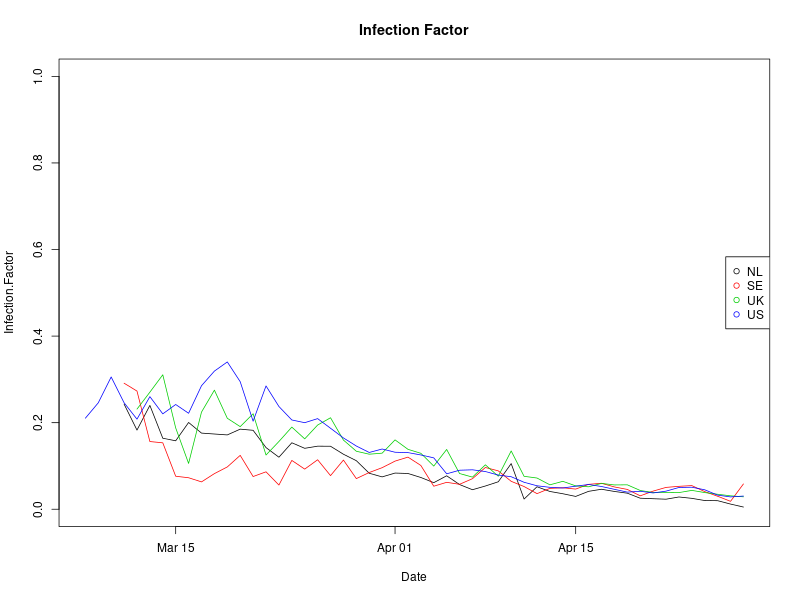 Infection Factor
1.0
0.8
0.6
0.4
0.2
0.0
Infection.Factor
NL
SE
UK
US
Mar 15
Apr 01
Apr 15
Date